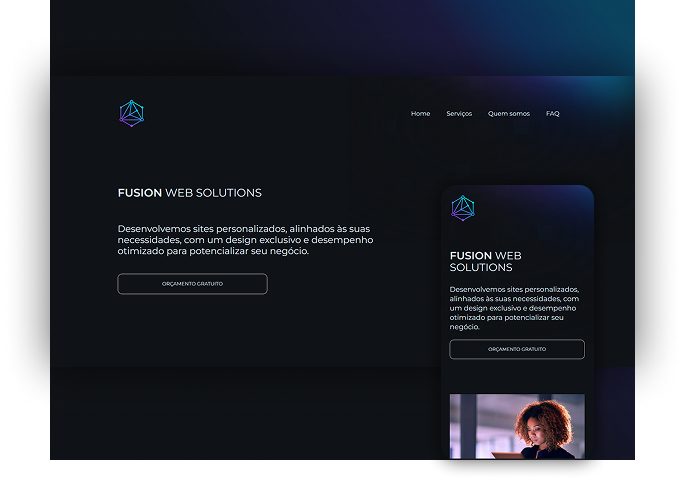 Home Serviços Quem somos FAQ
FUSION WEB SOLUTIONS
Desenvolvemos sites personalizados, alinhados às suas
necessidades, com um design exclusivo e desempenho
otimizado para potencializar seu negócio.
ORÇAMENTO GRATUITO
FUSION WEB
SOLUTIONS
Desenvolvemos sites personalizados,
alinhados às suas necessidades, com
um design exclusivo e desempenho
otimizado para potencializar seu
negócio.
ORÇAMENTO GRATUITO